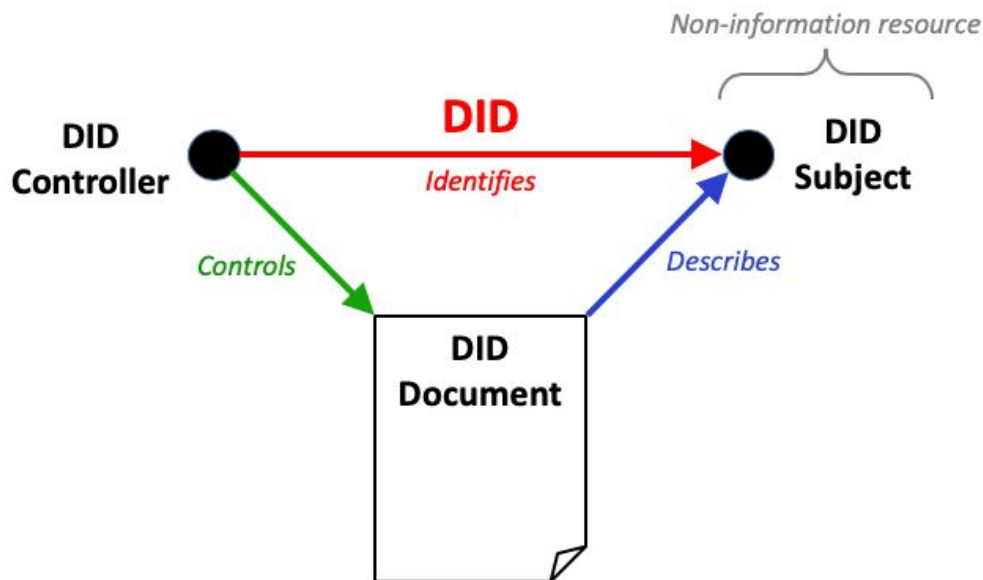 Non-information resource
DID
Controller
DID
Identifies
DID
Subject
Controls
Describes
DID
Document